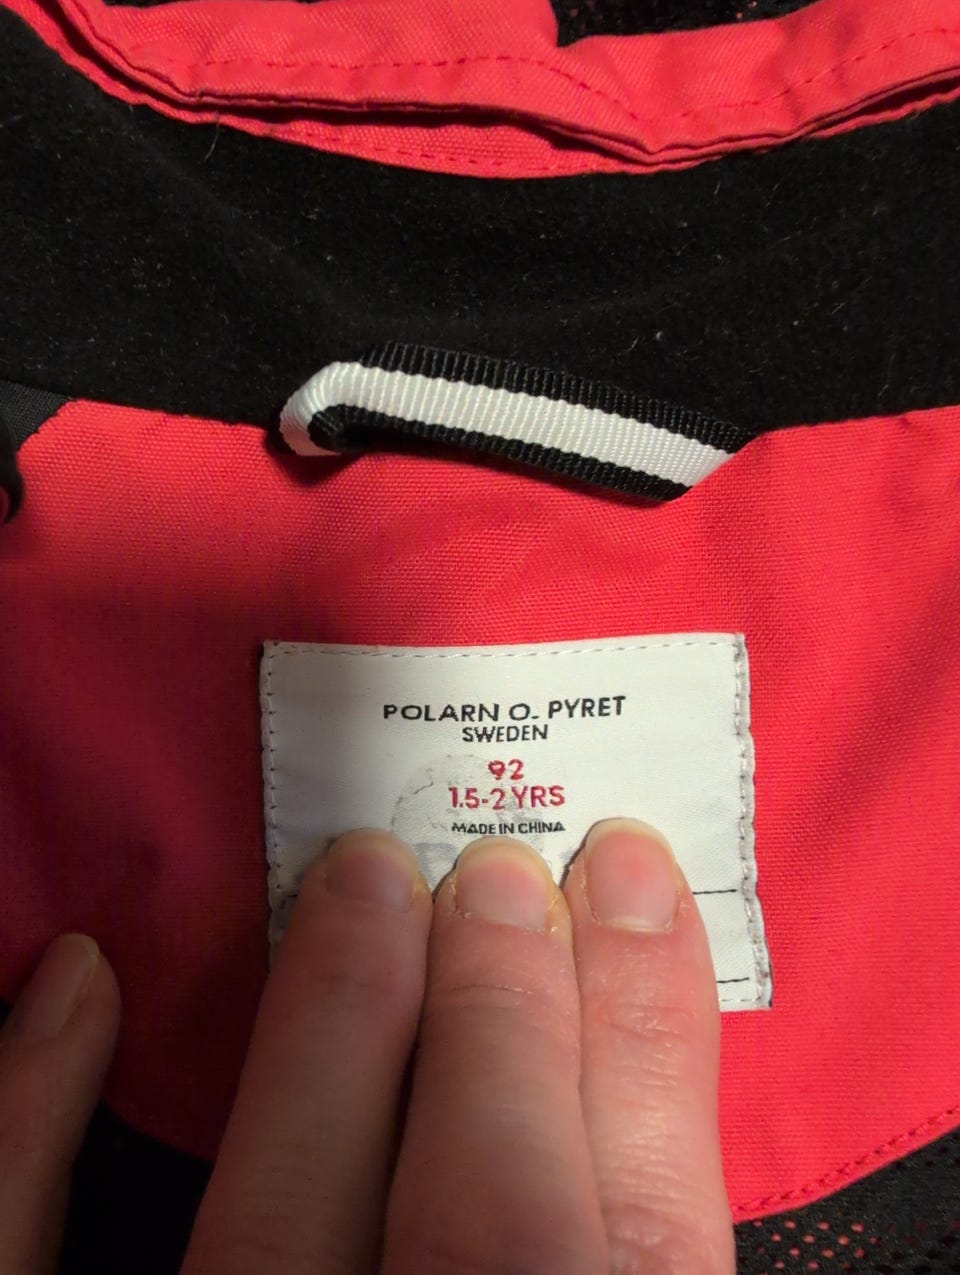 POLARN O. PYRET
SWEDEN
92
1.5-2 YRS
MADE IN CHINA